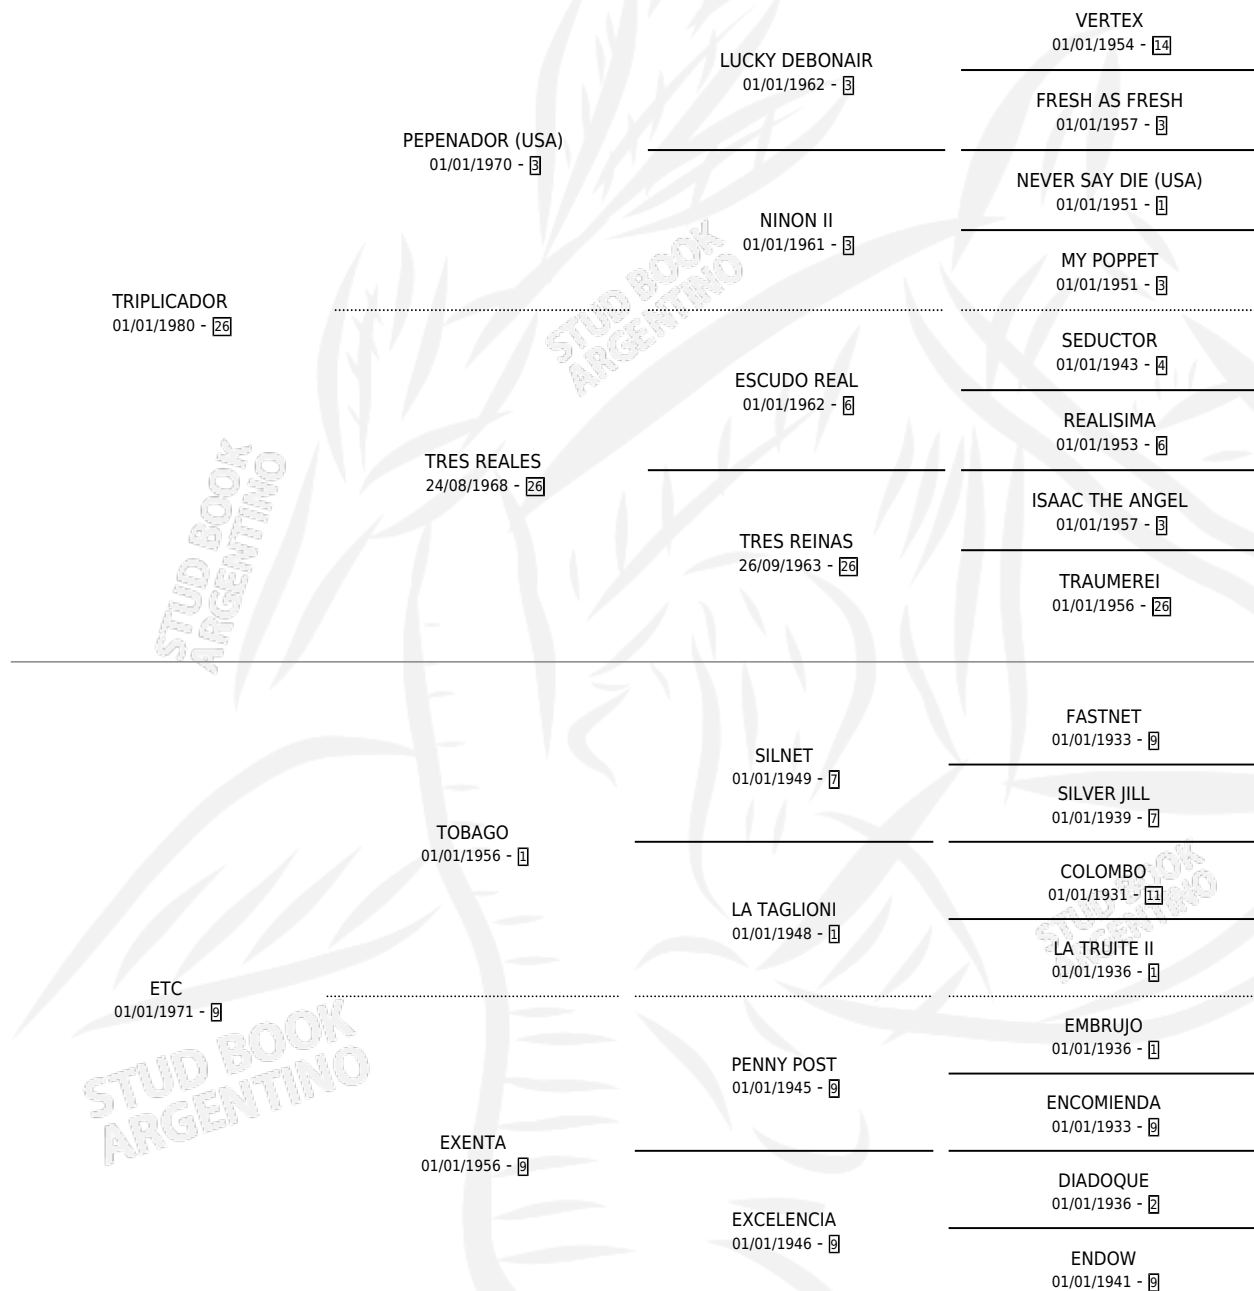 VERTEX
01/01/1954 - 14
LUCKY DEBONAIR
01/01/1962 - 3
FRESH AS FRESH
01/01/1957 - 3
PEPENADOR (USA)
01/01/1970 - 3
NEVER SAY DIE (USA)
01/01/1951 - 1
NINON II
01/01/1961 - 3
MY POPPET
01/01/1951 - 3
TRIPLICADOR
01/01/1980 - 26
STUD BOOK
ARGENTINO
SEDUCTOR
01/01/1943 - 4
ESCUDO REAL
01/01/1962 - 6
REALISIMA
01/01/1953 - 6
TRES REALES
24/08/1968 - 26
ISAAC THE ANGEL
01/01/1957 - 3
TRES REINAS
26/09/1963 - 26
TRAUMEREI
01/01/1956 - 26
STUD BOOK
ARGENTINO
FASTNET
01/01/1933 - 9
SILNET
01/01/1949 - 7
SILVER JILL
01/01/1939 - 7
TOBAGO
01/01/1956 - 1
COLOMBO
01/01/1931 - 11
LA TAGLIONI
01/01/1948 - 1
STUD BOOK
ARGENTINO
LA TRUITE II
01/01/1936 - 1
ETC
01/01/1971 - 9
EMBRUJO
01/01/1936 - 1
STUD BOOK
ARGENTINO
PENNY POST
01/01/1945 - 9
ENCOMIENDA
01/01/1933 - 9
EXENTA
01/01/1956 - 9
DIADOQUE
01/01/1936 - 2
EXCELENCIA
01/01/1946 - 9
ENDOW
01/01/1941 - 9